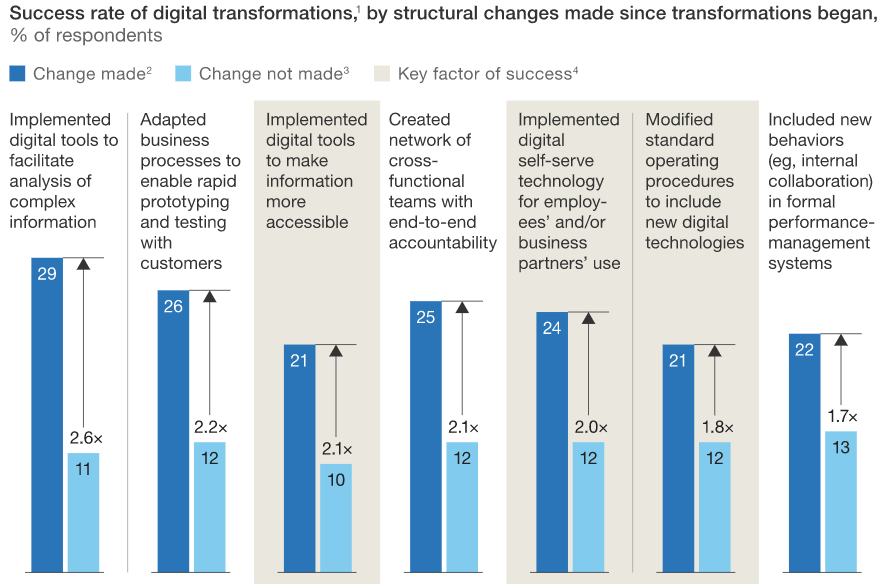 Success rate of digital transformations,¹ by structural changes made since transformations began,
% of respondents
Change made² Change not made³ Key factor of success⁴
Implemented
digital tools to
facilitate
analysis of
complex
information
Adapted
business
processes to
enable rapid
prototyping
and testing
with
customers
Implemented
digital tools
to make
information
more
accessible
Created
network of
cross-
functional
teams with
end-to-end
accountability
Implemented
digital
self-serve
technology
for employ-
ees’ and/or
business
partners’ use
Modified
standard
operating
procedures
to include
new digital
technologies
Included new
behaviors
(eg, internal
collaboration)
in formal
performance-
management
systems
29
2.6×
11
26
2.2×
12
21
2.1×
10
25
2.1×
12
24
2.0×
12
21
1.8×
12
22
1.7×
13